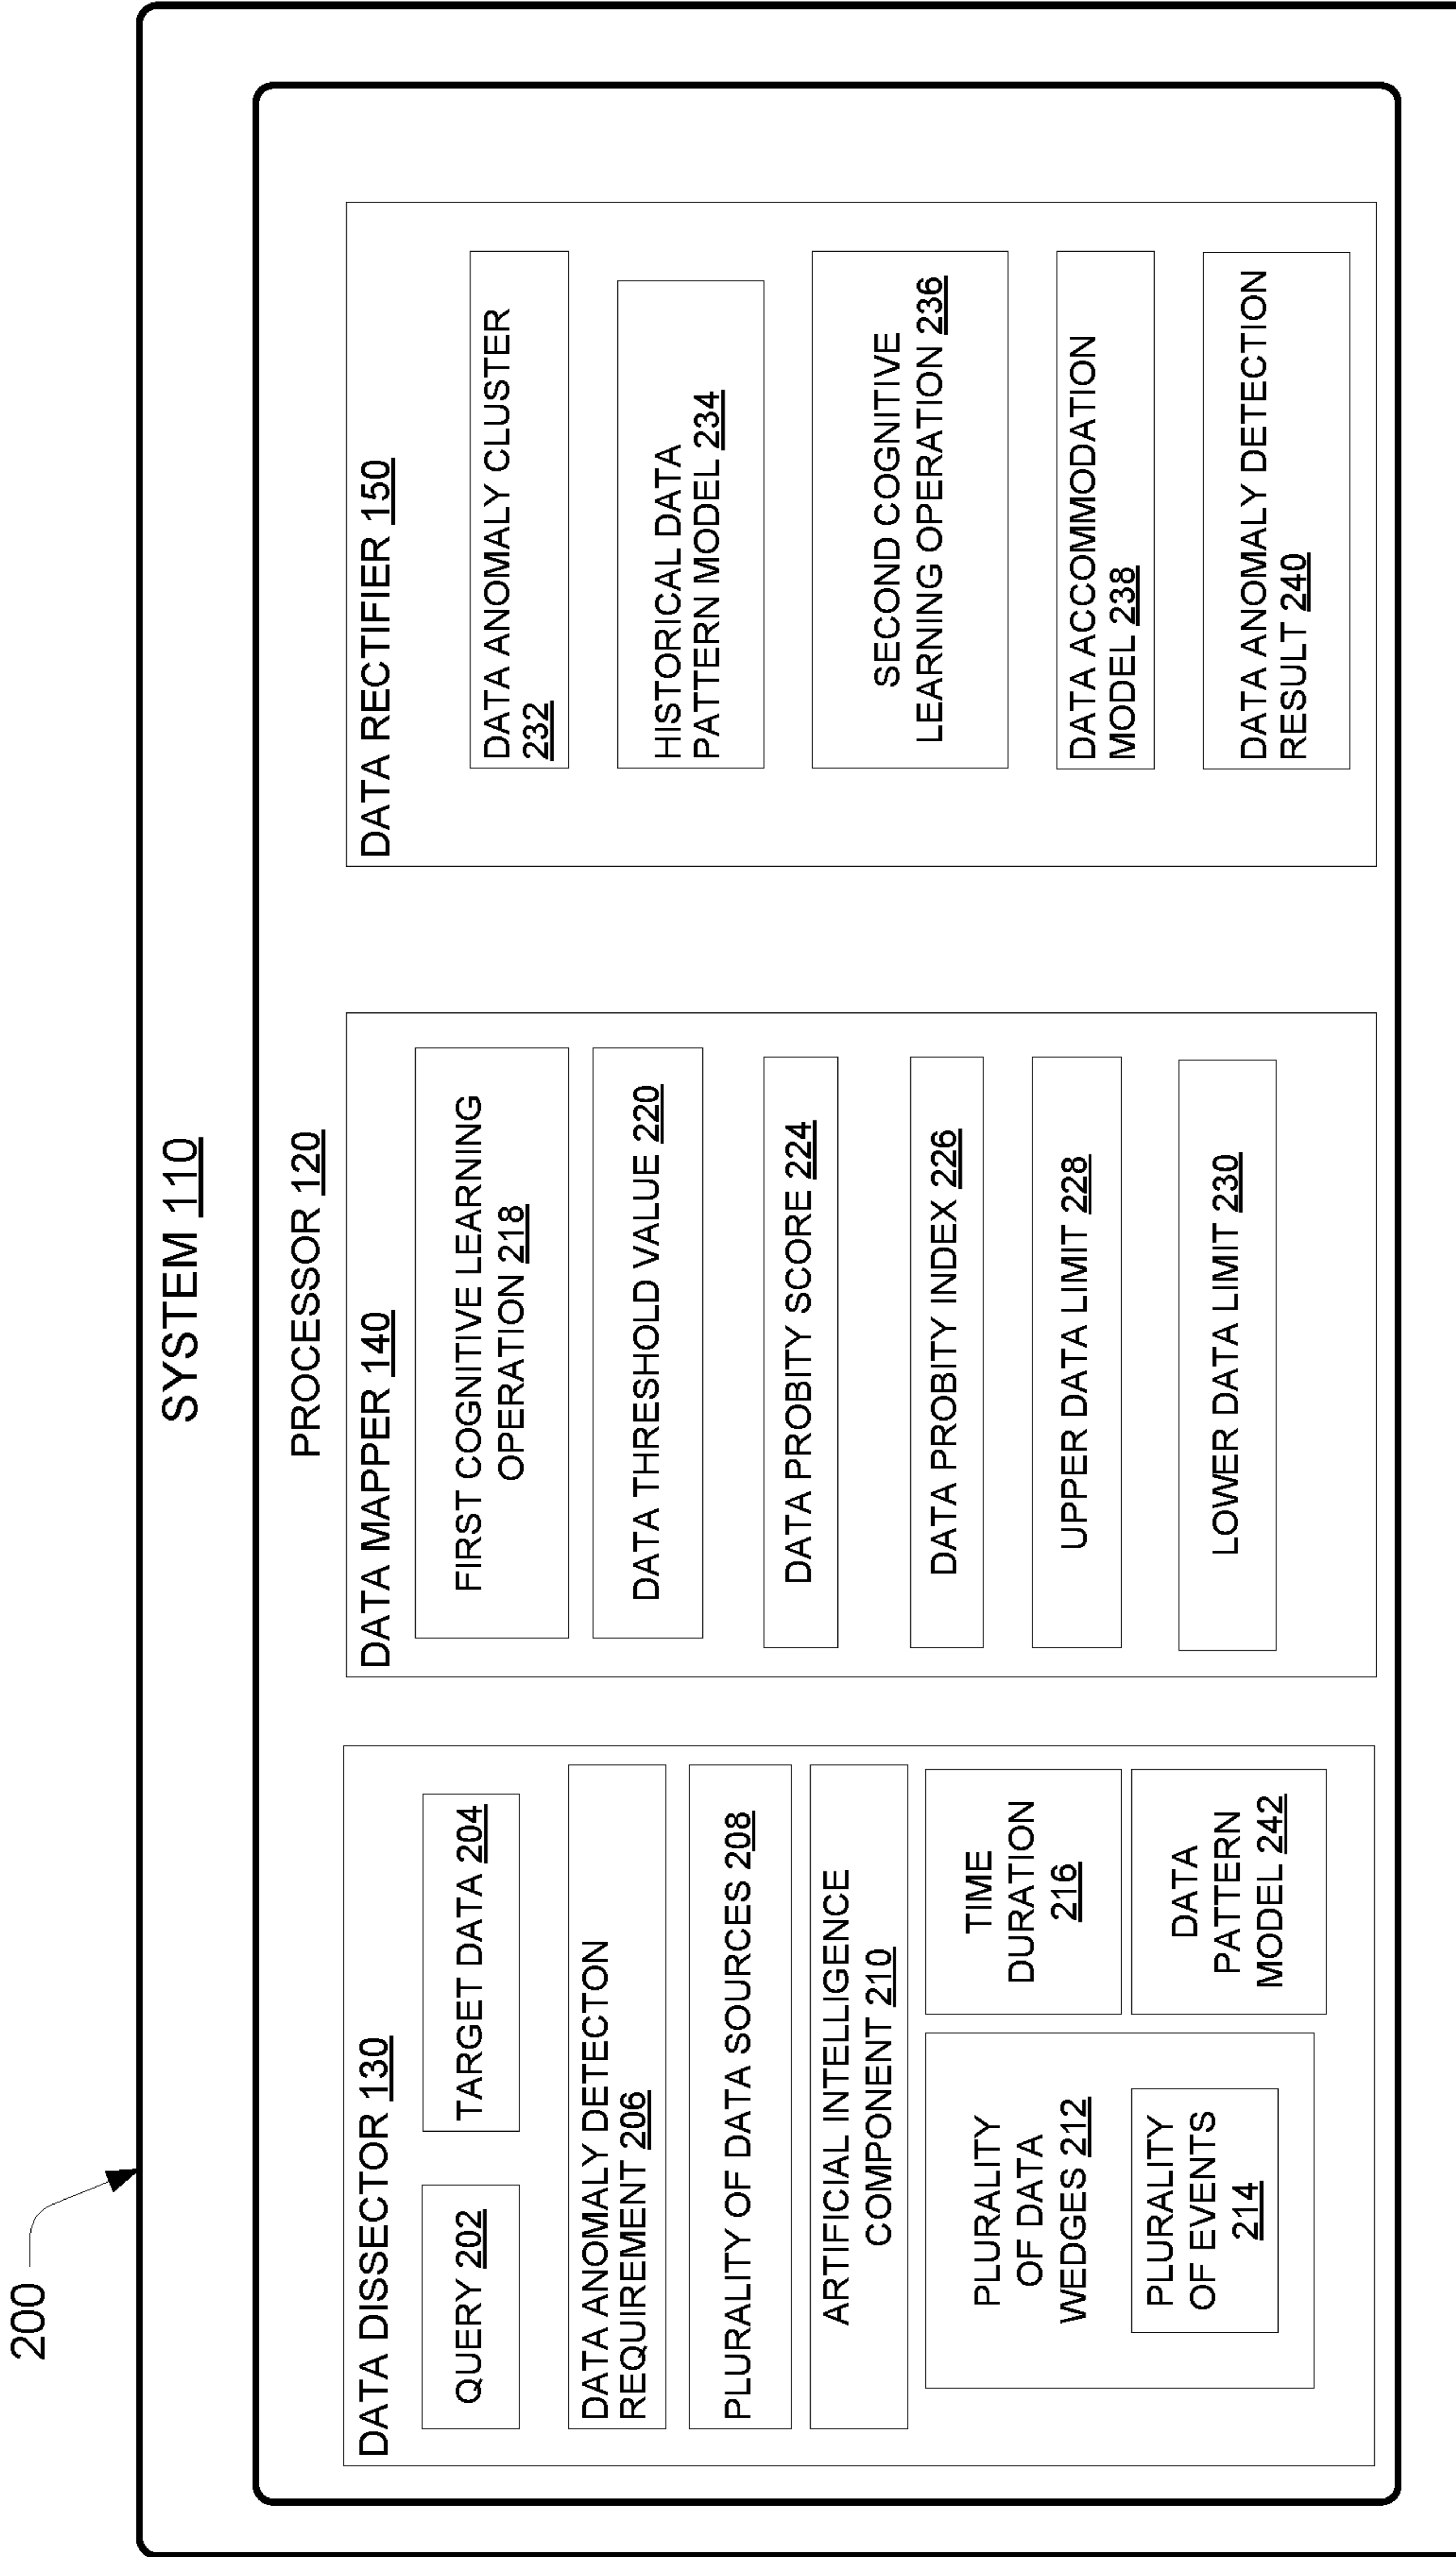 200
SYSTEM 110
PROCESSOR 120
DATA DISSECTOR 130
QUERY 202
TARGET DATA 204
DATA ANOMALY DETECTON
REQUIREMENT 206
PLURALITY OF DATA SOURCES 208
ARTIFICIAL INTELLIGENCE
COMPONENT 210
PLURALITY
OF DATA
WEDGES 212
PLURALITY
OF EVENTS
214
TIME
DURATION
216
DATA
PATTERN
MODEL 242
DATA MAPPER 140
FIRST COGNITIVE LEARNING
OPERATION 218
DATA THRESHOLD VALUE 220
DATA PROBITY SCORE 224
DATA PROBITY INDEX 226
UPPER DATA LIMIT 228
LOWER DATA LIMIT 230
DATA RECTIFIER 150
DATA ANOMALY CLUSTER
232
HISTORICAL DATA
PATTERN MODEL 234
SECOND COGNITIVE
LEARNING OPERATION 236
DATA ACCOMMODATION
MODEL 238
DATA ANOMALY DETECTION
RESULT 240